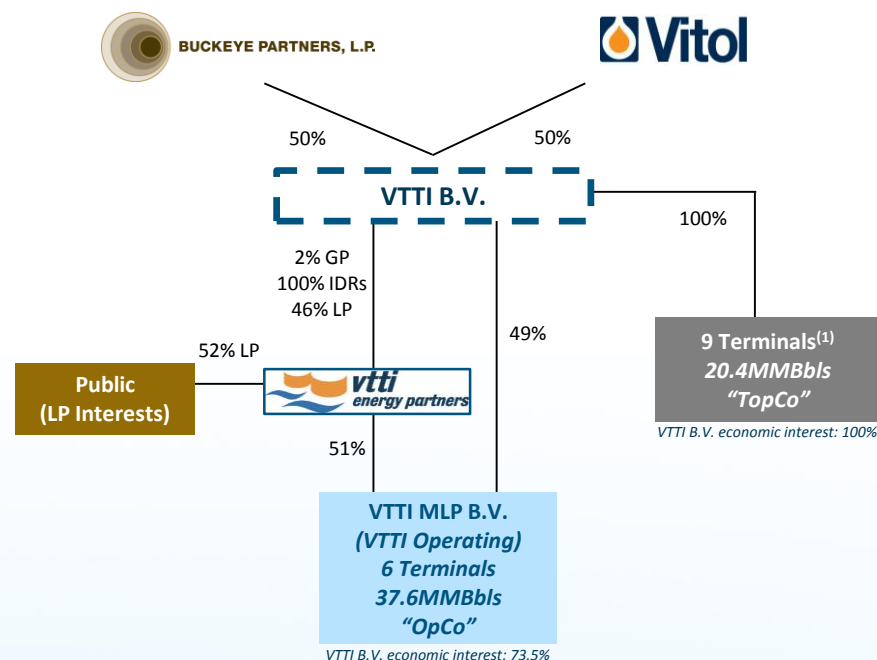 BUCKEYE PARTNERS, L.P.
Vitol
50%
50%
VTTI B.V.
100%
2% GP
100% IDRs
46% LP
49%
52% LP
Public
(LP Interests)
vtti
energy partners
9 Terminals(1)
20.4MMBbls
“TopCo”
VTTI B.V. economic interest: 100%
51%
VTTI MLP B.V.
(VTTI Operating)
6 Terminals
37.6MMBbls
“OpCo”
VTTI B.V. economic interest: 73.5%